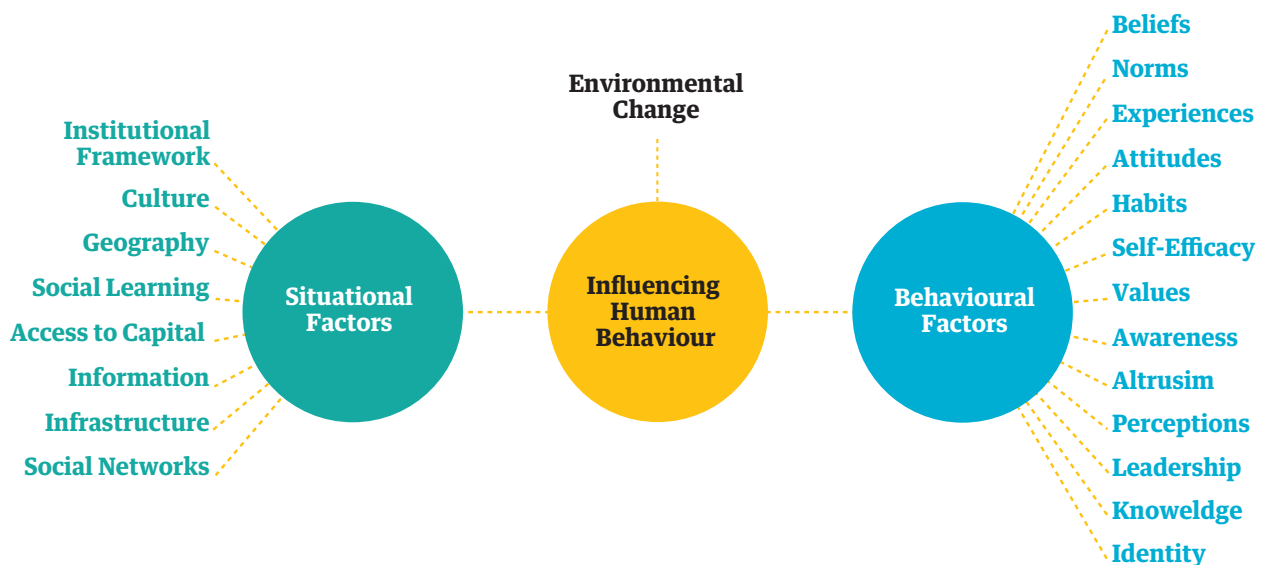 Environmental
Change
Institutional
Framework
Culture
Geography
Social Learning
Access to Capital
Information
Infrastructure
Social Networks
Situational
Factors
Influencing
Human
Behaviour
Behavioural
Factors
Beliefs
Norms
Experiences
Attitudes
Habits
Self-Efficacy
Values
Awareness
Altrusim
Perceptions
Leadership
Knoweldge
Identity